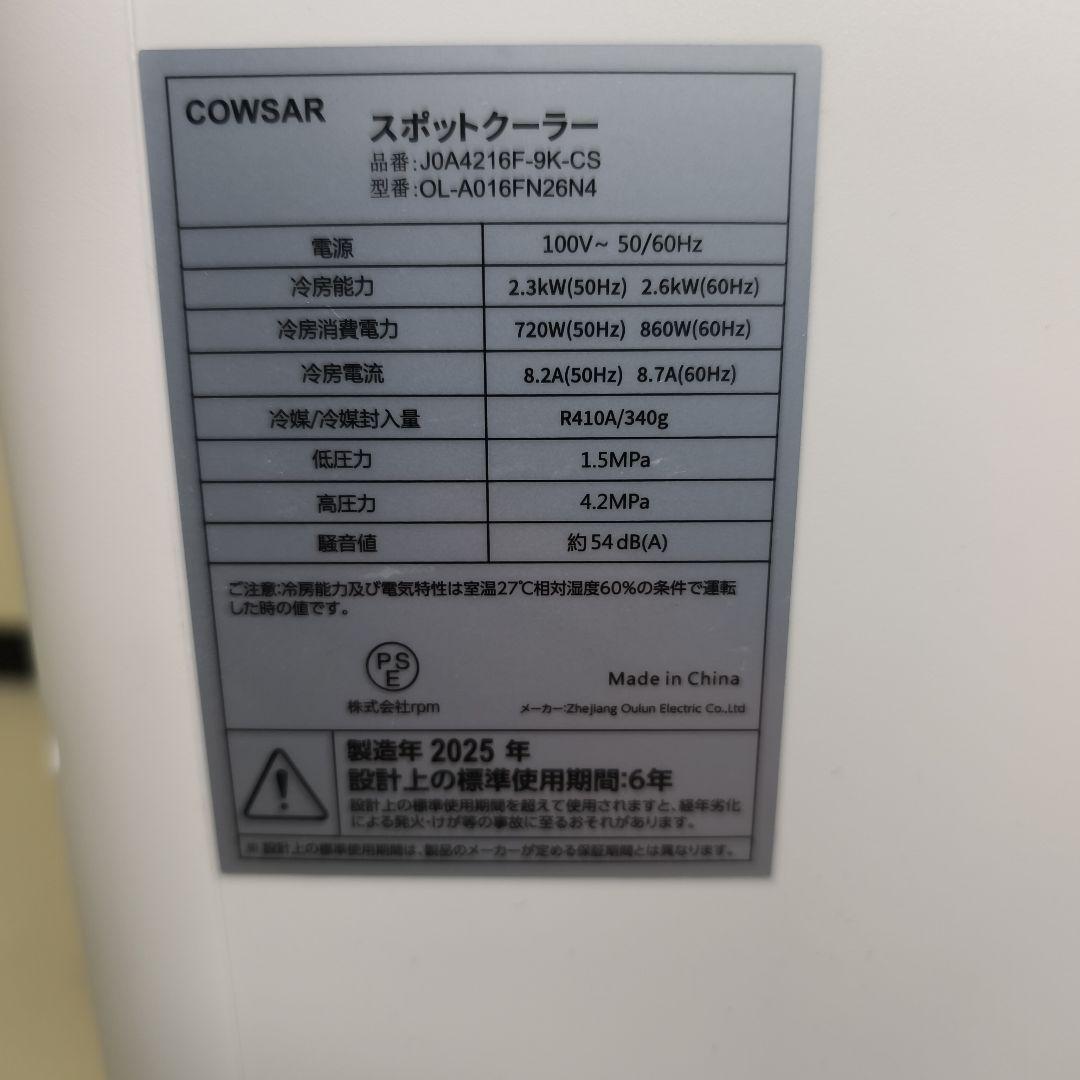 COWSAR
スポットクーラー
品番:J0A4216F-9K-CS
型番:OL-A016FN26N4
電源 100V~ 50/60Hz
冷房能力 2.3kW(50Hz) 2.6kW(60Hz)
冷房消費電力 720W(50Hz) 860W(60Hz)
冷房電流 8.2A(50Hz) 8.7A(60Hz)
冷媒/冷媒封入量 R410A/340g
低圧力 1.5MPa
高圧力 4.2MPa
騒音値 約54dB(A)
ご注意:冷房能力及び電気特性は室温27℃相対湿度60%の条件で運転
した時の値です。
PSE
株式会社rpm
Made in China
メーカー:Zhejiang Oulun Electric Co.,Ltd
製造年 2025 年
設計上の標準使用期間:6年
設計上の標準使用期間を超えて使用されますと、経年劣化
による発火・けが等の事故に至るおそれがあります。
※設計上の標準使用期間は、製品のメーカーが定める保証期間とは異なります。